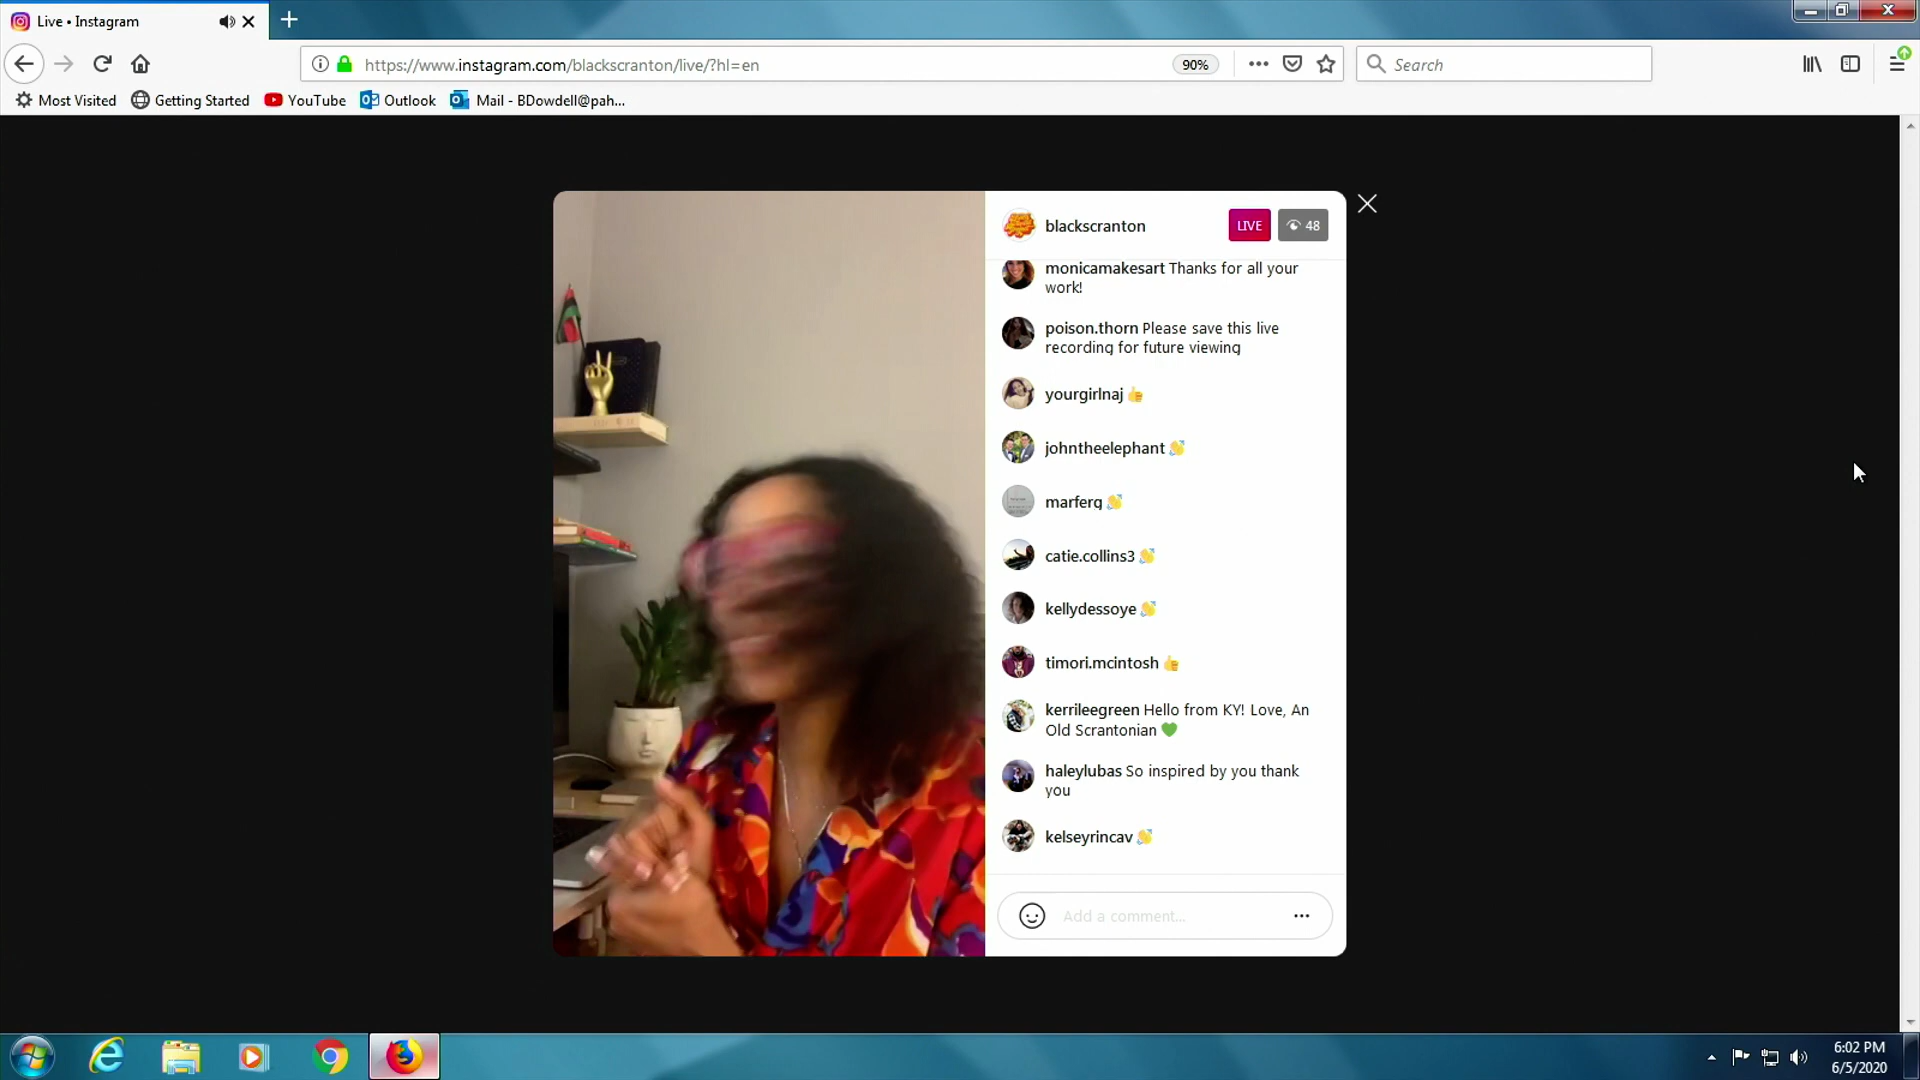 Live • Instagram
https://www.instagram.com/blackscranton/live/?hl=en
90%
Search
Most Visited
Getting Started
YouTube
Outlook
Mail - BDowdell@pah...
blackscranton
LIVE
48
monicamakesart Thanks for all your
work!
poison.thorn Please save this live
recording for future viewing
yourgirlnaj
johntheelephant
marferg
catie.collins3
kellydessoye
timori.mcintosh
kerrileegreen Hello from KY! Love, An
Old Scrantonian
haleylubas So inspired by you thank
you
kelseyrincav
Add a comment...
6:02 PM
6/5/2020